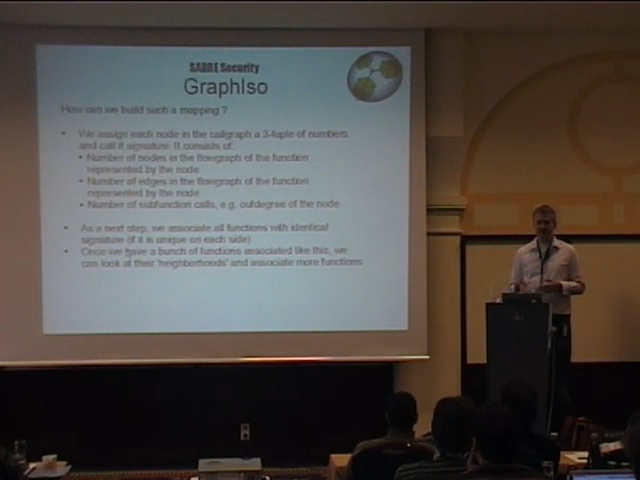 SABRE Security
GraphIso
How can we build such a mapping ?
• We assign each node in the callgraph a 3-tuple of numbers
and call it signature. It consists of:
• Number of nodes in the flowgraph of the function
represented by the node
• Number of edges in the flowgraph of the function
represented by the node
• Number of subfunction calls, e.g. outdegree of the node
• As a next step, we associate all functions with identical
signature (if it is unique on each side)
• Once we have a bunch of functions associated like this, we
can look at their 'neighborhoods' and associate more functions